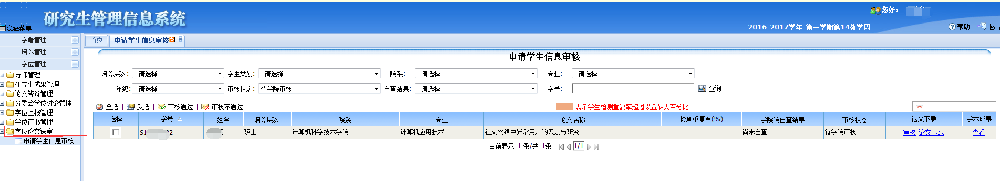 您好，
研究生管理信息系统
隐藏菜单
2016-2017学年 第一学期第14教学周
帮助 退出
学籍管理
培养管理
学位管理
导师管理
研究生成果管理
论文答辩管理
分委会学位讨论管理
学位上报管理
学位证书管理
学位论文送审
申请学生信息审核
首页 申请学生信息审核
申请学生信息审核
培养层次: --请选择-- 学生类别: --请选择-- 院系: --请选择-- 专业: --请选择--
年级: --请选择-- 审核状态: 待学院审核 自查结果: --请选择-- 学号: 查询
全选 | 反选 | 审核通过 | 审核不通过 表示学生检测重复率超过设置最大百分比
选择 学号 姓名 培养层次 院系 专业 论文名称 检测重复率(%) 学院院自查结果 审核状态 论文下载 学术成果
S1 2 硕士 计算机科学技术学院 计算机应用技术 社交网络中异常用户的识别与研究 尚未自查 待学院审核 审核 论文下载 查看
当前显示 1 条/共 1条 1/1